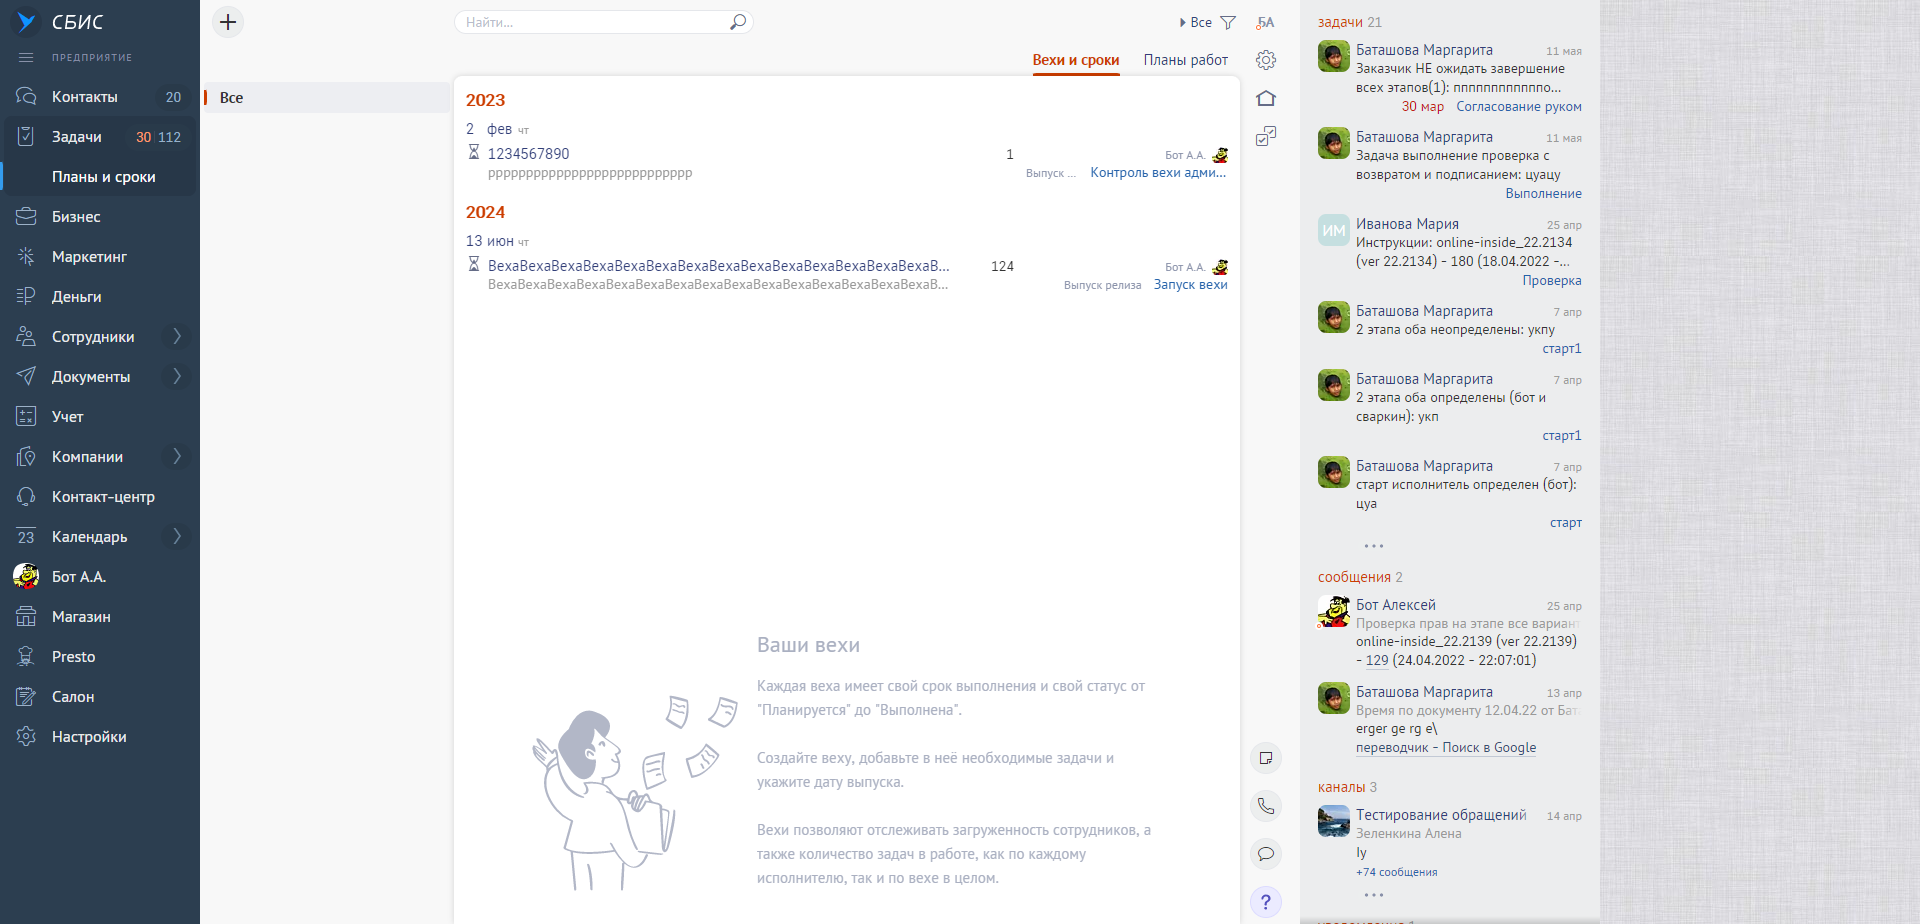 СБИС
ПРЕДПРИЯТИЕ
Контакты 20
Задачи 30 112
Планы и сроки
Бизнес
Маркетинг
Деньги
Сотрудники
Документы
Учет
Компании
Контакт-центр
23 Календарь
Бот А.А.
Магазин
Presto
Салон
Настройки
Найти...
Все
БА
Вехи и сроки Планы работ
Все
2023
2 фев чт
1234567890 1 Бот А.А.
ррррррррррррррррррррррррррр
Выпуск ... Контроль вехи адми...
2024
13 июн чт
ВехаВехаВехаВехаВехаВехаВехаВехаВехаВехаВехаВехаВехаВехаВ... 124 Бот А.А.
ВехаВехаВехаВехаВехаВехаВехаВехаВехаВехаВехаВехаВехаВехаВехаВ...
Выпуск релиза Запуск вехи
Ваши вехи
Каждая веха имеет свой срок выполнения и свой статус от
"Планируется" до "Выполнена".
Создайте веху, добавьте в неё необходимые задачи и
укажите дату выпуска.
Вехи позволяют отслеживать загруженность сотрудников, а
также количество задач в работе, как по каждому
исполнителю, так и по вехе в целом.
?
задачи 21
Баташова Маргарита 11 мая
Заказчик НЕ ожидать завершение
всех этапов(1): пппппппппппо...
30 мар Согласование руком
Баташова Маргарита 11 мая
Задача выполнение проверка с
возвратом и подписанием: цуацу
Выполнение
ИМ
Иванова Мария 25 апр
Инструкции: online-inside_22.2134
(ver 22.2134) - 180 (18.04.2022 -...
Проверка
Баташова Маргарита 7 апр
2 этапа оба неопределены: укпу
старт1
Баташова Маргарита 7 апр
2 этапа оба определены (бот и
сваркин): укп
старт1
Баташова Маргарита 7 апр
старт исполнитель определен (бот):
цуа
старт
сообщения 2
Бот Алексей 25 апр
Проверка прав на этапе все вариант
online-inside_22.2139 (ver 22.2139)
- 129 (24.04.2022 - 22:07:01)
Баташова Маргарита 13 апр
Время по документу 12.04.22 от Бата
erger ge rg e\
переводчик - Поиск в Google
каналы 3
Тестирование обращений 14 апр
Зеленкина Алена
Iy
+74 сообщения